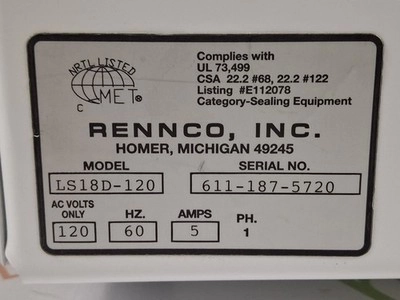 NRTL LISTED
MET®
C
Complies with
UL 73,499
CSA 22.2 #68, 22.2 #122
Listing #E112078
Category-Sealing Equipment
RENNCO, INC.
HOMER, MICHIGAN 49245
MODEL SERIAL NO.
LS18D-120 611-187-5720
AC VOLTS
ONLY HZ. AMPS PH.
120 60 5 1